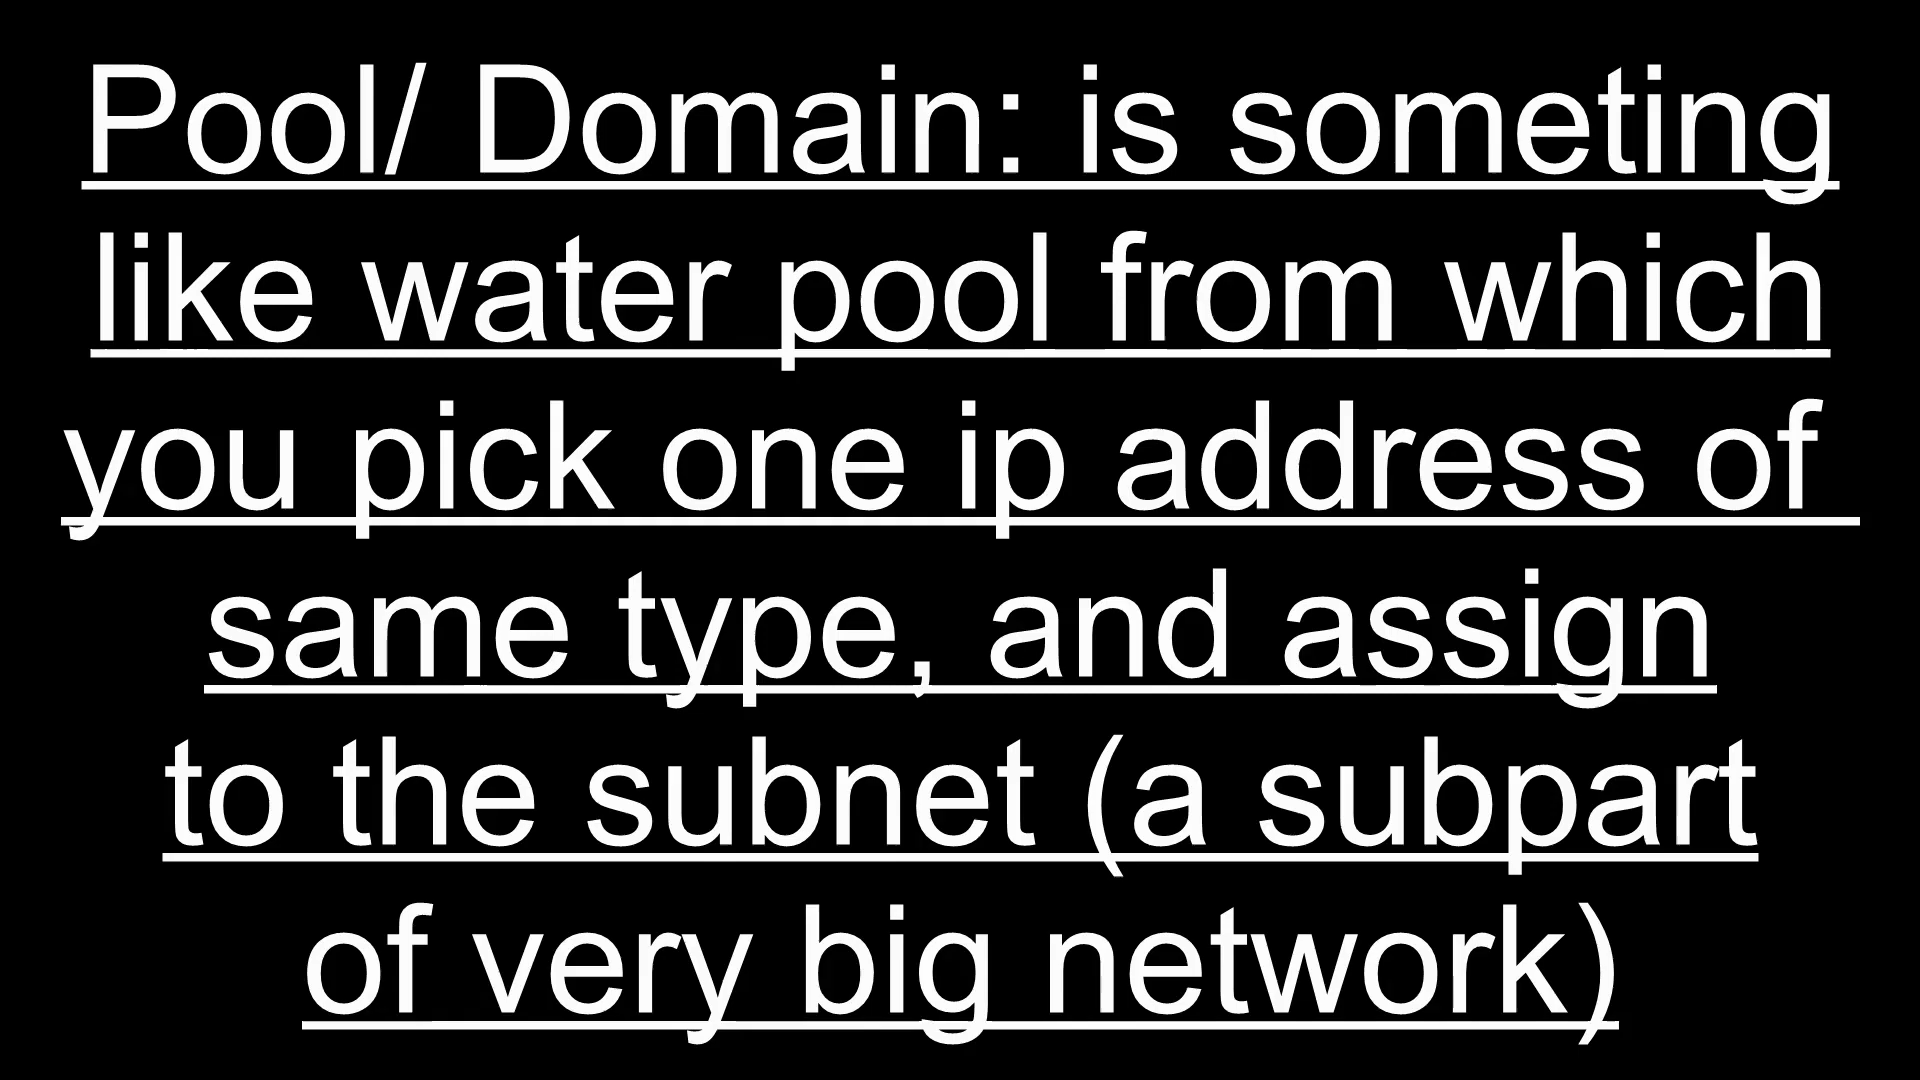 Pool/ Domain: is someting
like water pool from which
you pick one ip address of
same type, and assign
to the subnet (a subpart
of very big network)